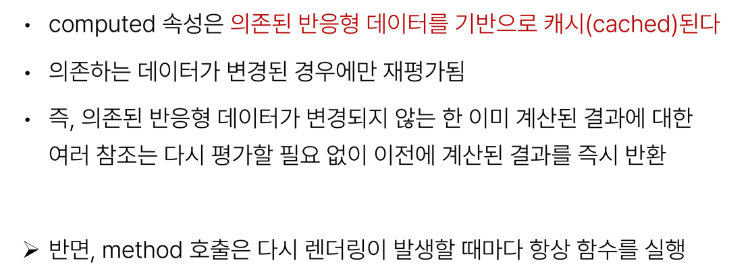 • computed 속성은 의존된 반응형 데이터를 기반으로 캐시(cached)된다
• 의존하는 데이터가 변경된 경우에만 재평가됨
• 즉, 의존된 반응형 데이터가 변경되지 않는 한 이미 계산된 결과에 대한
여러 참조는 다시 평가할 필요 없이 이전에 계산된 결과를 즉시 반환
➢ 반면, method 호출은 다시 렌더링이 발생할 때마다 항상 함수를 실행